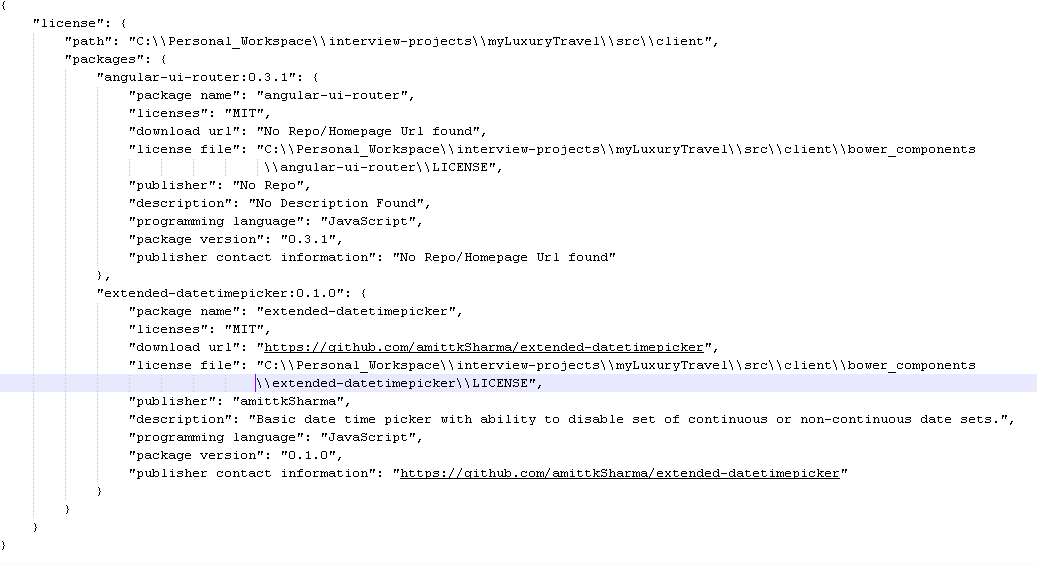 {
"license": {
"path": "C:\\Personal_Workspace\\interview-projects\\myLuxuryTravel\\src\\client",
"packages": {
"angular-ui-router:0.3.1": {
"package name": "angular-ui-router",
"licenses": "MIT",
"download url": "No Repo/Homepage Url found",
"license file": "C:\\Personal_Workspace\\interview-projects\\myLuxuryTravel\\src\\client\\bower_components
\\angular-ui-router\\LICENSE",
"publisher": "No Repo",
"description": "No Description Found",
"programming language": "JavaScript",
"package version": "0.3.1",
"publisher contact information": "No Repo/Homepage Url found"
},
"extended-datetimepicker:0.1.0": {
"package name": "extended-datetimepicker",
"licenses": "MIT",
"download url": "https://github.com/amittkSharma/extended-datetimepicker",
"license file": "C:\\Personal_Workspace\\interview-projects\\myLuxuryTravel\\src\\client\\bower_components
\\extended-datetimepicker\\LICENSE",
"publisher": "amittkSharma",
"description": "Basic date time picker with ability to disable set of continuous or non-continuous date sets.",
"programming language": "JavaScript",
"package version": "0.1.0",
"publisher contact information": "https://github.com/amittkSharma/extended-datetimepicker"
}
}
}
}